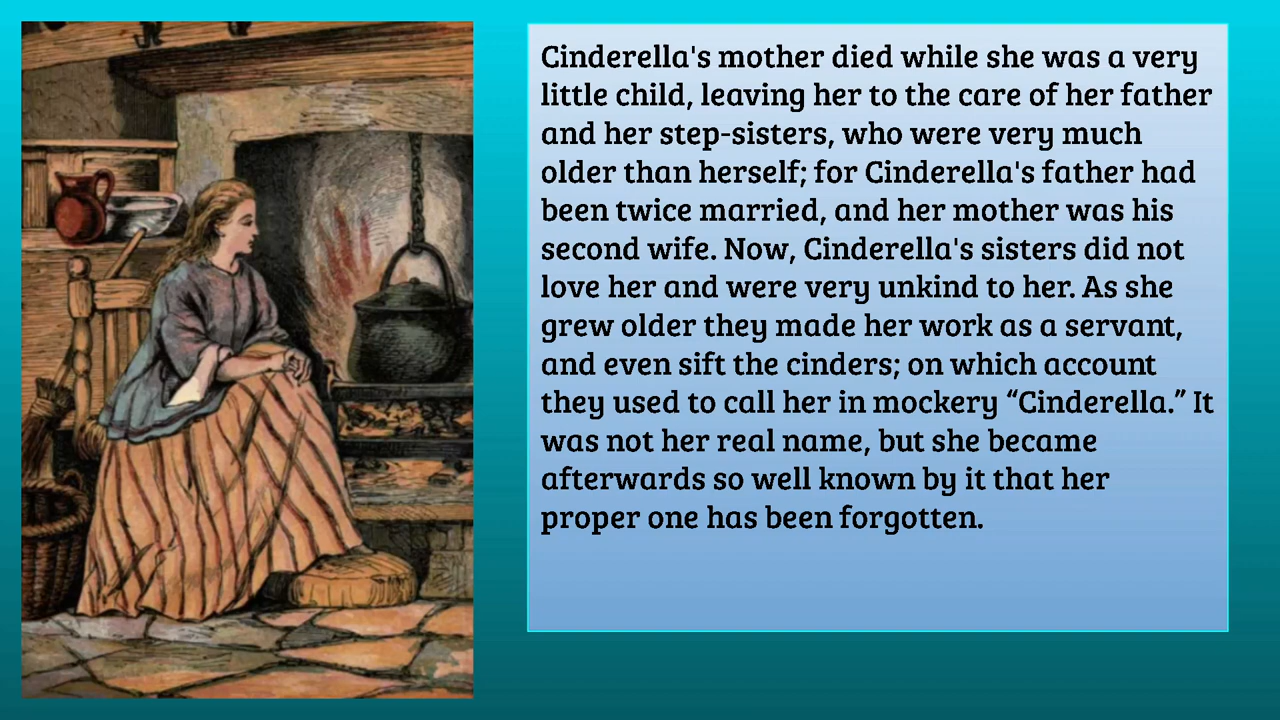 Cinderella's mother died while she was a very
little child, leaving her to the care of her father
and her step-sisters, who were very much
older than herself; for Cinderella's father had
been twice married, and her mother was his
second wife. Now, Cinderella's sisters did not
love her and were very unkind to her. As she
grew older they made her work as a servant,
and even sift the cinders; on which account
they used to call her in mockery “Cinderella.” It
was not her real name, but she became
afterwards so well known by it that her
proper one has been forgotten.